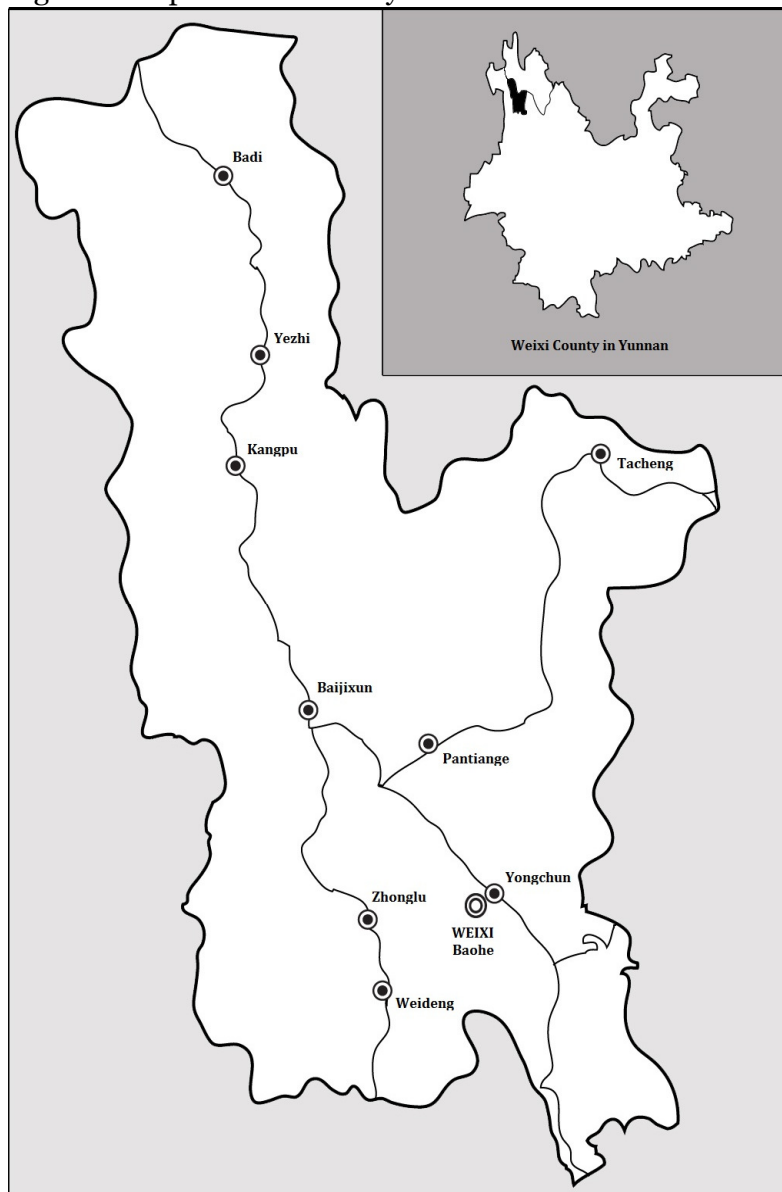 Badi
Yezhi
Weixi County in Yunnan
Kangpu
Tacheng
Baijixun
Pantiange
Yongchun
Zhonglu
WEIXI
Baohe
Weideng